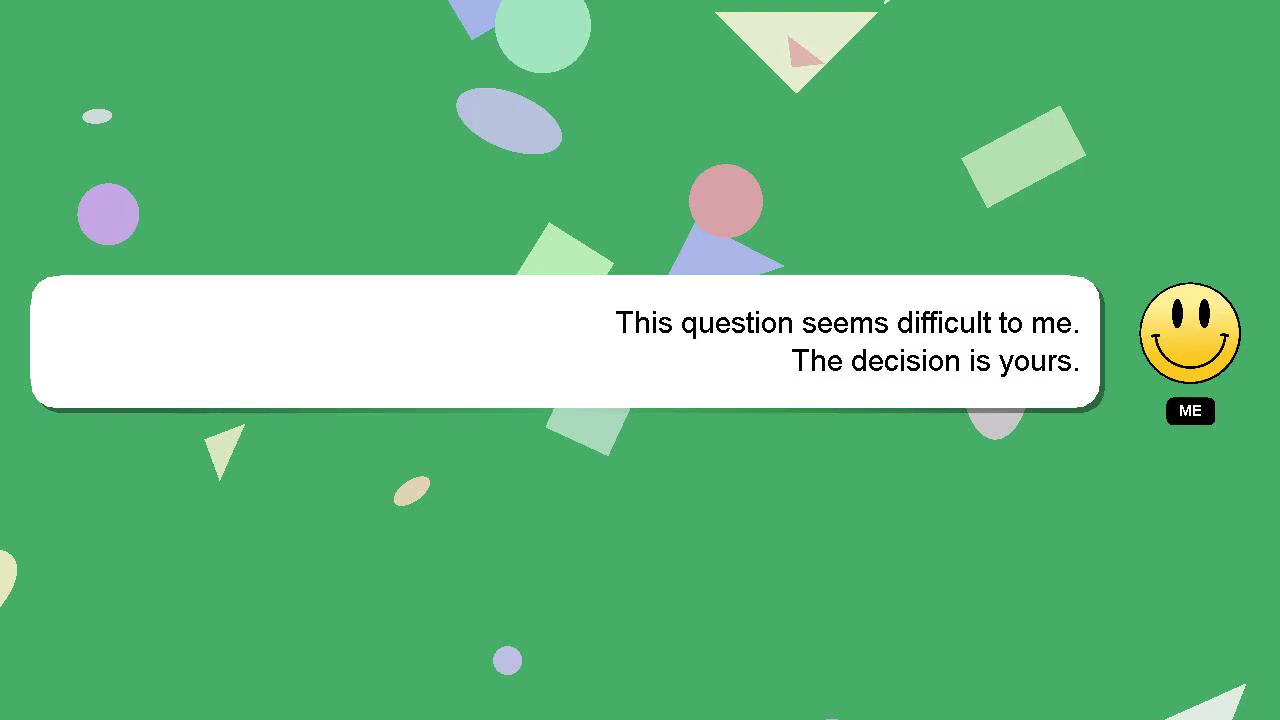 This question seems difficult to me.
The decision is yours.
ME